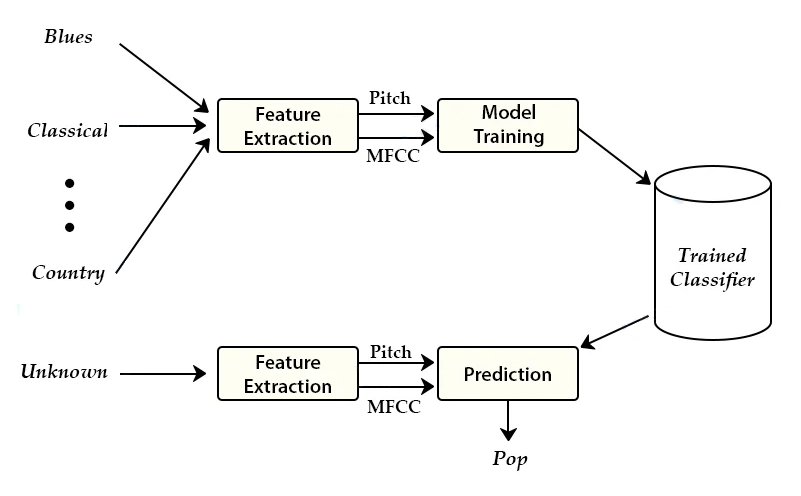 Blues
Classical
Country
Feature
Extraction
Pitch
MFCC
Model
Training
Trained
Classifier
Unknown
Feature
Extraction
Pitch
MFCC
Prediction
Pop